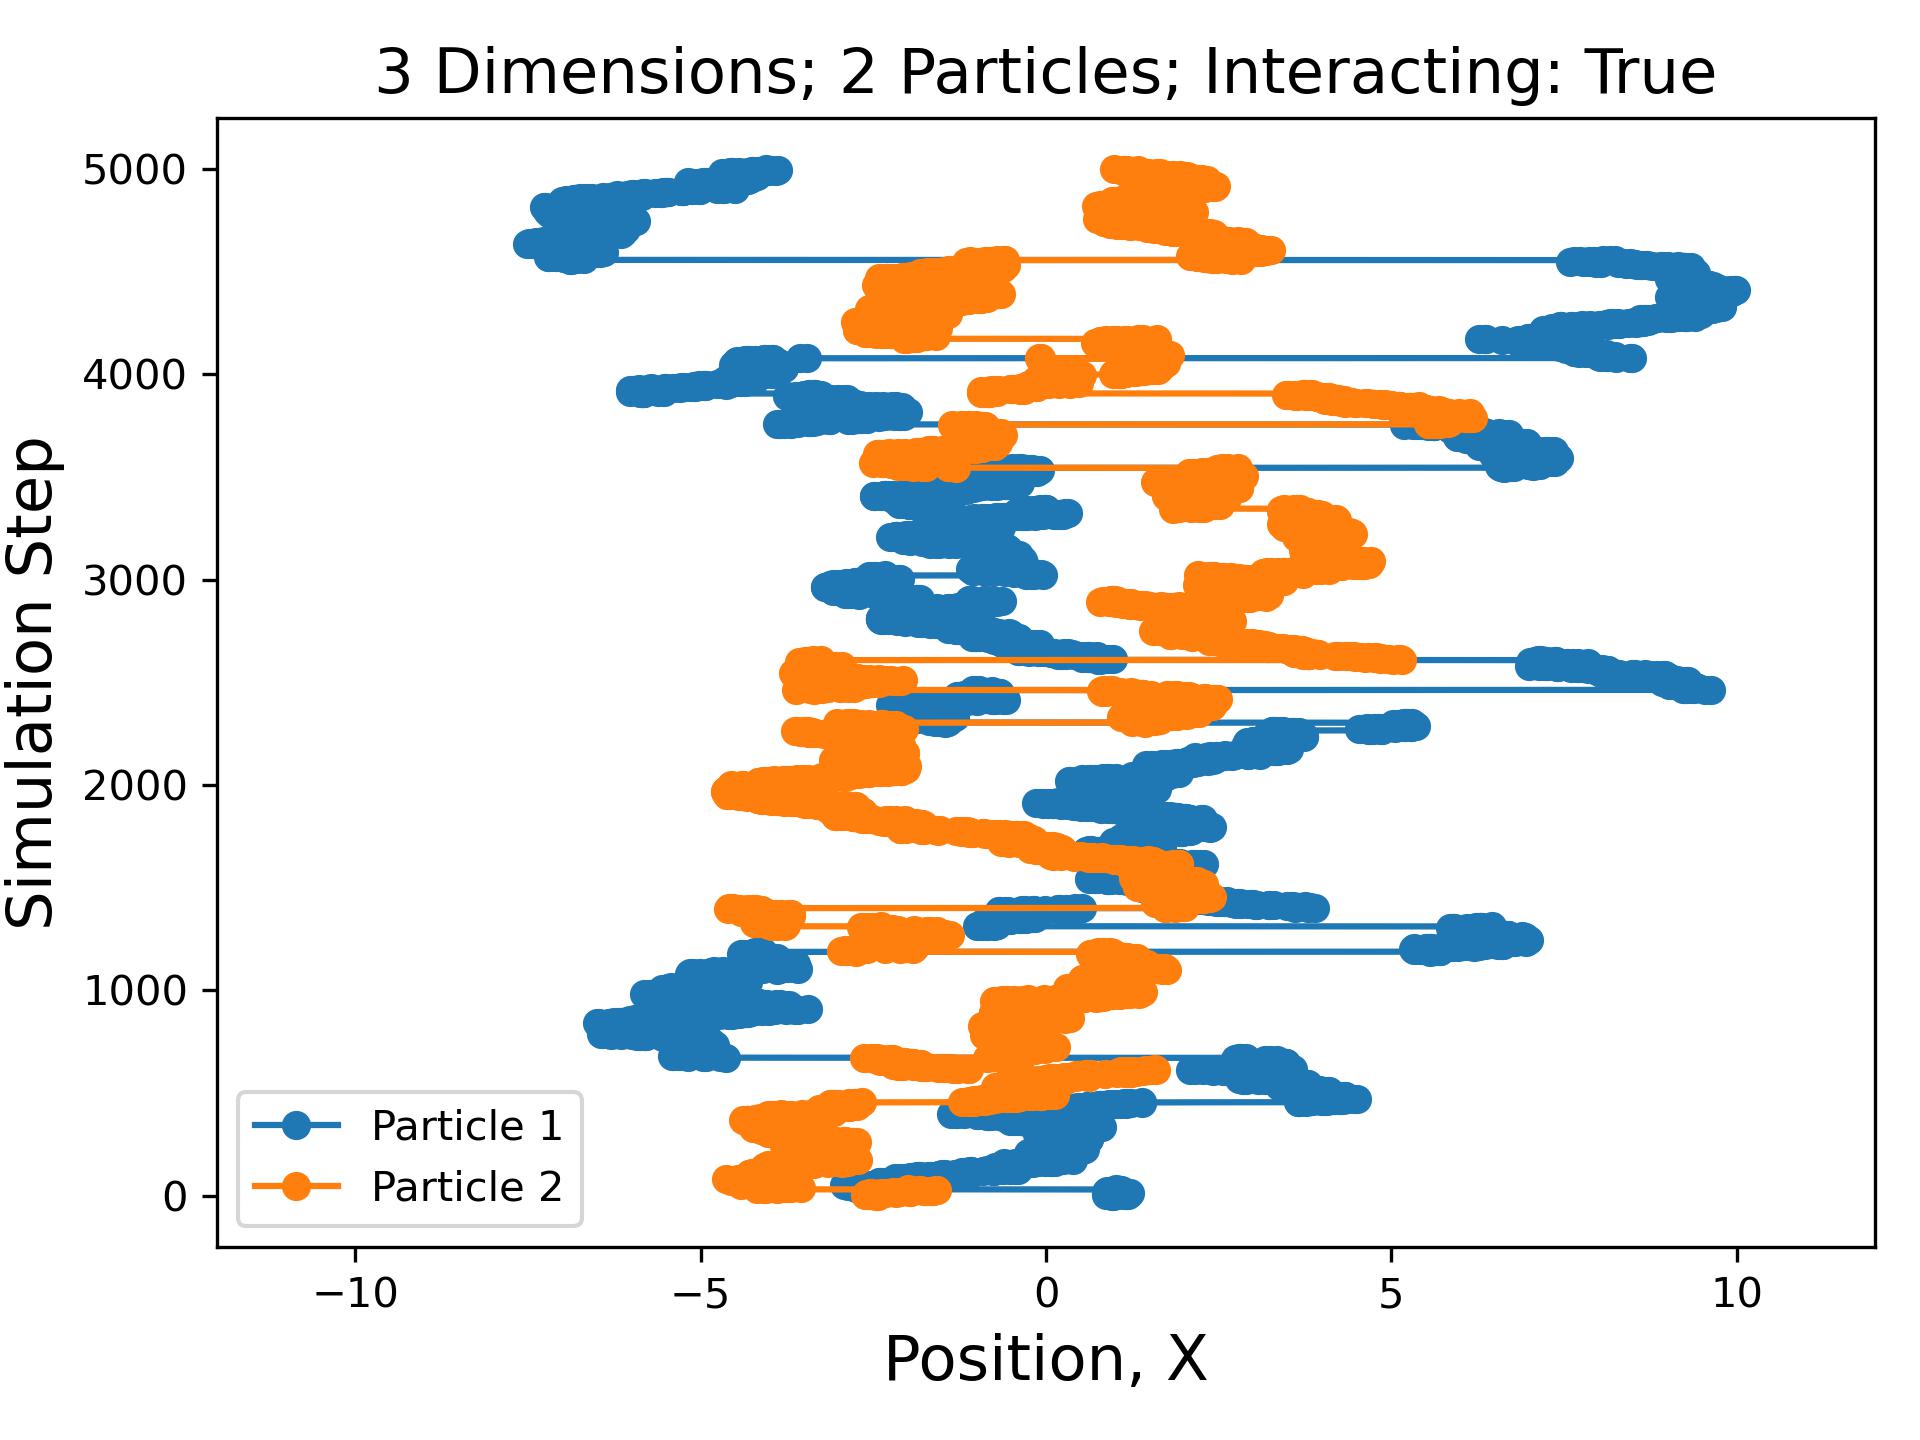 3 Dimensions; 2 Particles; Interacting: True
Simulation Step
5000
4000
3000
2000
1000
0
Particle 1
Particle 2
−10
−5
0
5
10
Position, X